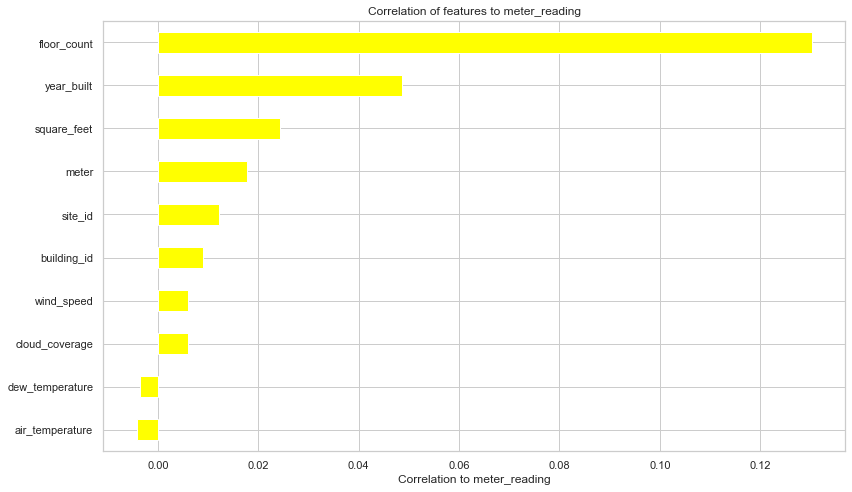 Correlation of features to meter_reading
floor_count
year_built
square_feet
meter
site_id
building_id
wind_speed
cloud_coverage
dew_temperature
air_temperature
0.00 0.02 0.04 0.06 0.08 0.10 0.12
Correlation to meter_reading